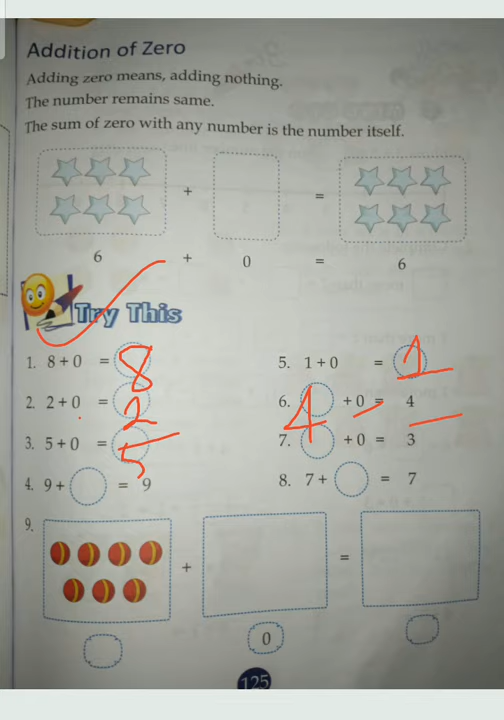 Addition of Zero
Adding zero means, adding nothing.
The number remains same.
The sum of zero with any number is the number itself.
+ =
6 + 0 = 6
Try This
1. 8 + 0 = 8
2. 2 + 0 = 2
3. 5 + 0 = 5
4. 9 + = 9
5. 1 + 0 = 1
6. 4 + 0 = 4
7. + 0 = 3
8. 7 + = 7
9.
+ =
0
125